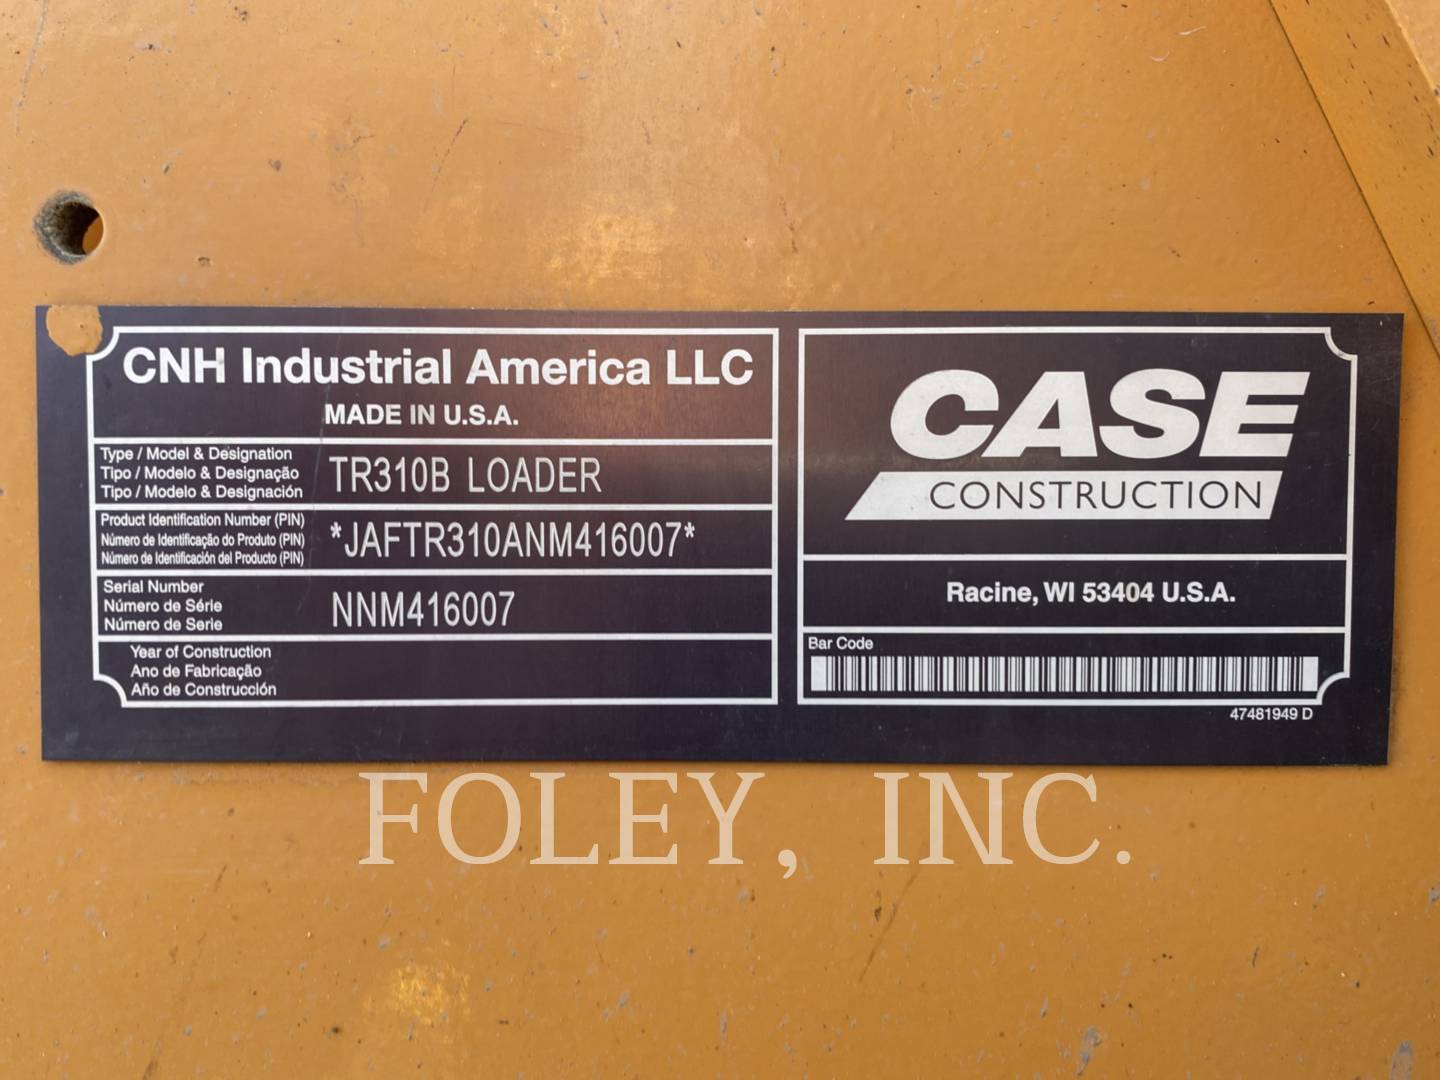 CNH Industrial America LLC
MADE IN U.S.A.
Type / Model & Designation
Tipo / Modelo & Designação
Tipo / Modelo & Designación
TR310B LOADER
Product Identification Number (PIN)
Número de Identificação do Produto (PIN)
Número de Identificación del Producto (PIN)
*JAFTR310ANM416007*
Serial Number
Número de Série
Número de Serie
NNM416007
Year of Construction
Ano de Fabricação
Año de Construcción
CASE
CONSTRUCTION
Racine, WI 53404 U.S.A.
Bar Code
47481949 D
FOLEY, INC.